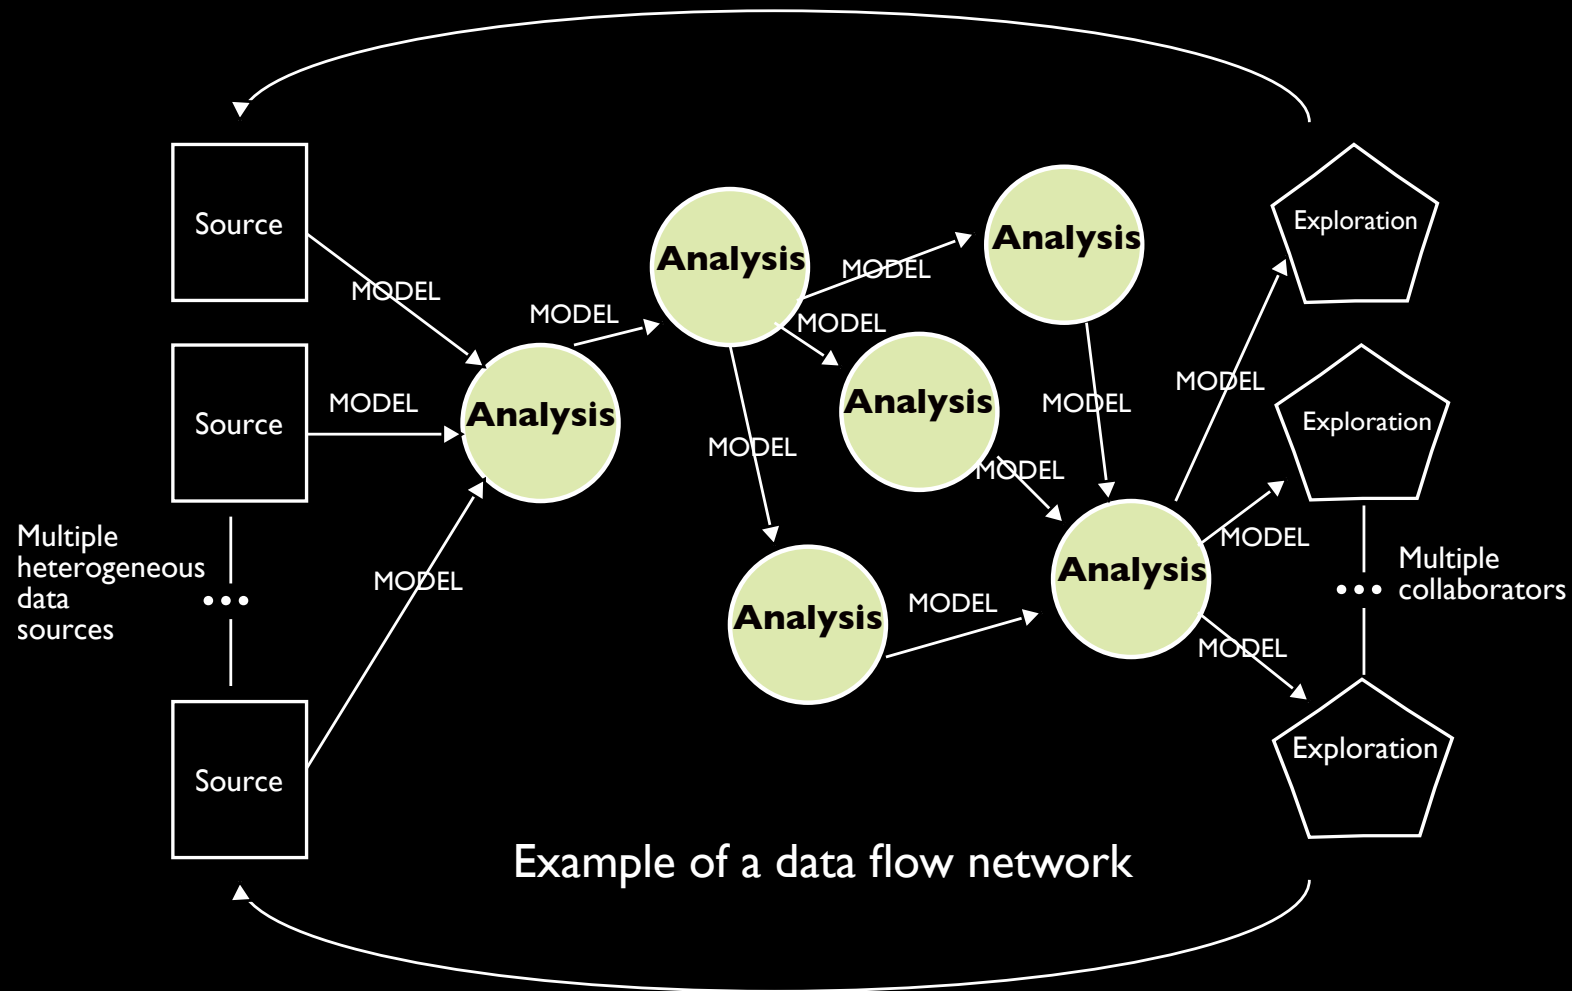 Source
MODEL
Source
MODEL
Multiple
heterogeneous
data
sources
MODEL
Source
Analysis
MODEL
Analysis
MODEL
MODEL
MODEL
Analysis
Analysis
Analysis
MODEL
MODEL
MODEL
Analysis
MODEL
MODEL
MODEL
Exploration
Exploration
Multiple
collaborators
Exploration
Example of a data flow network